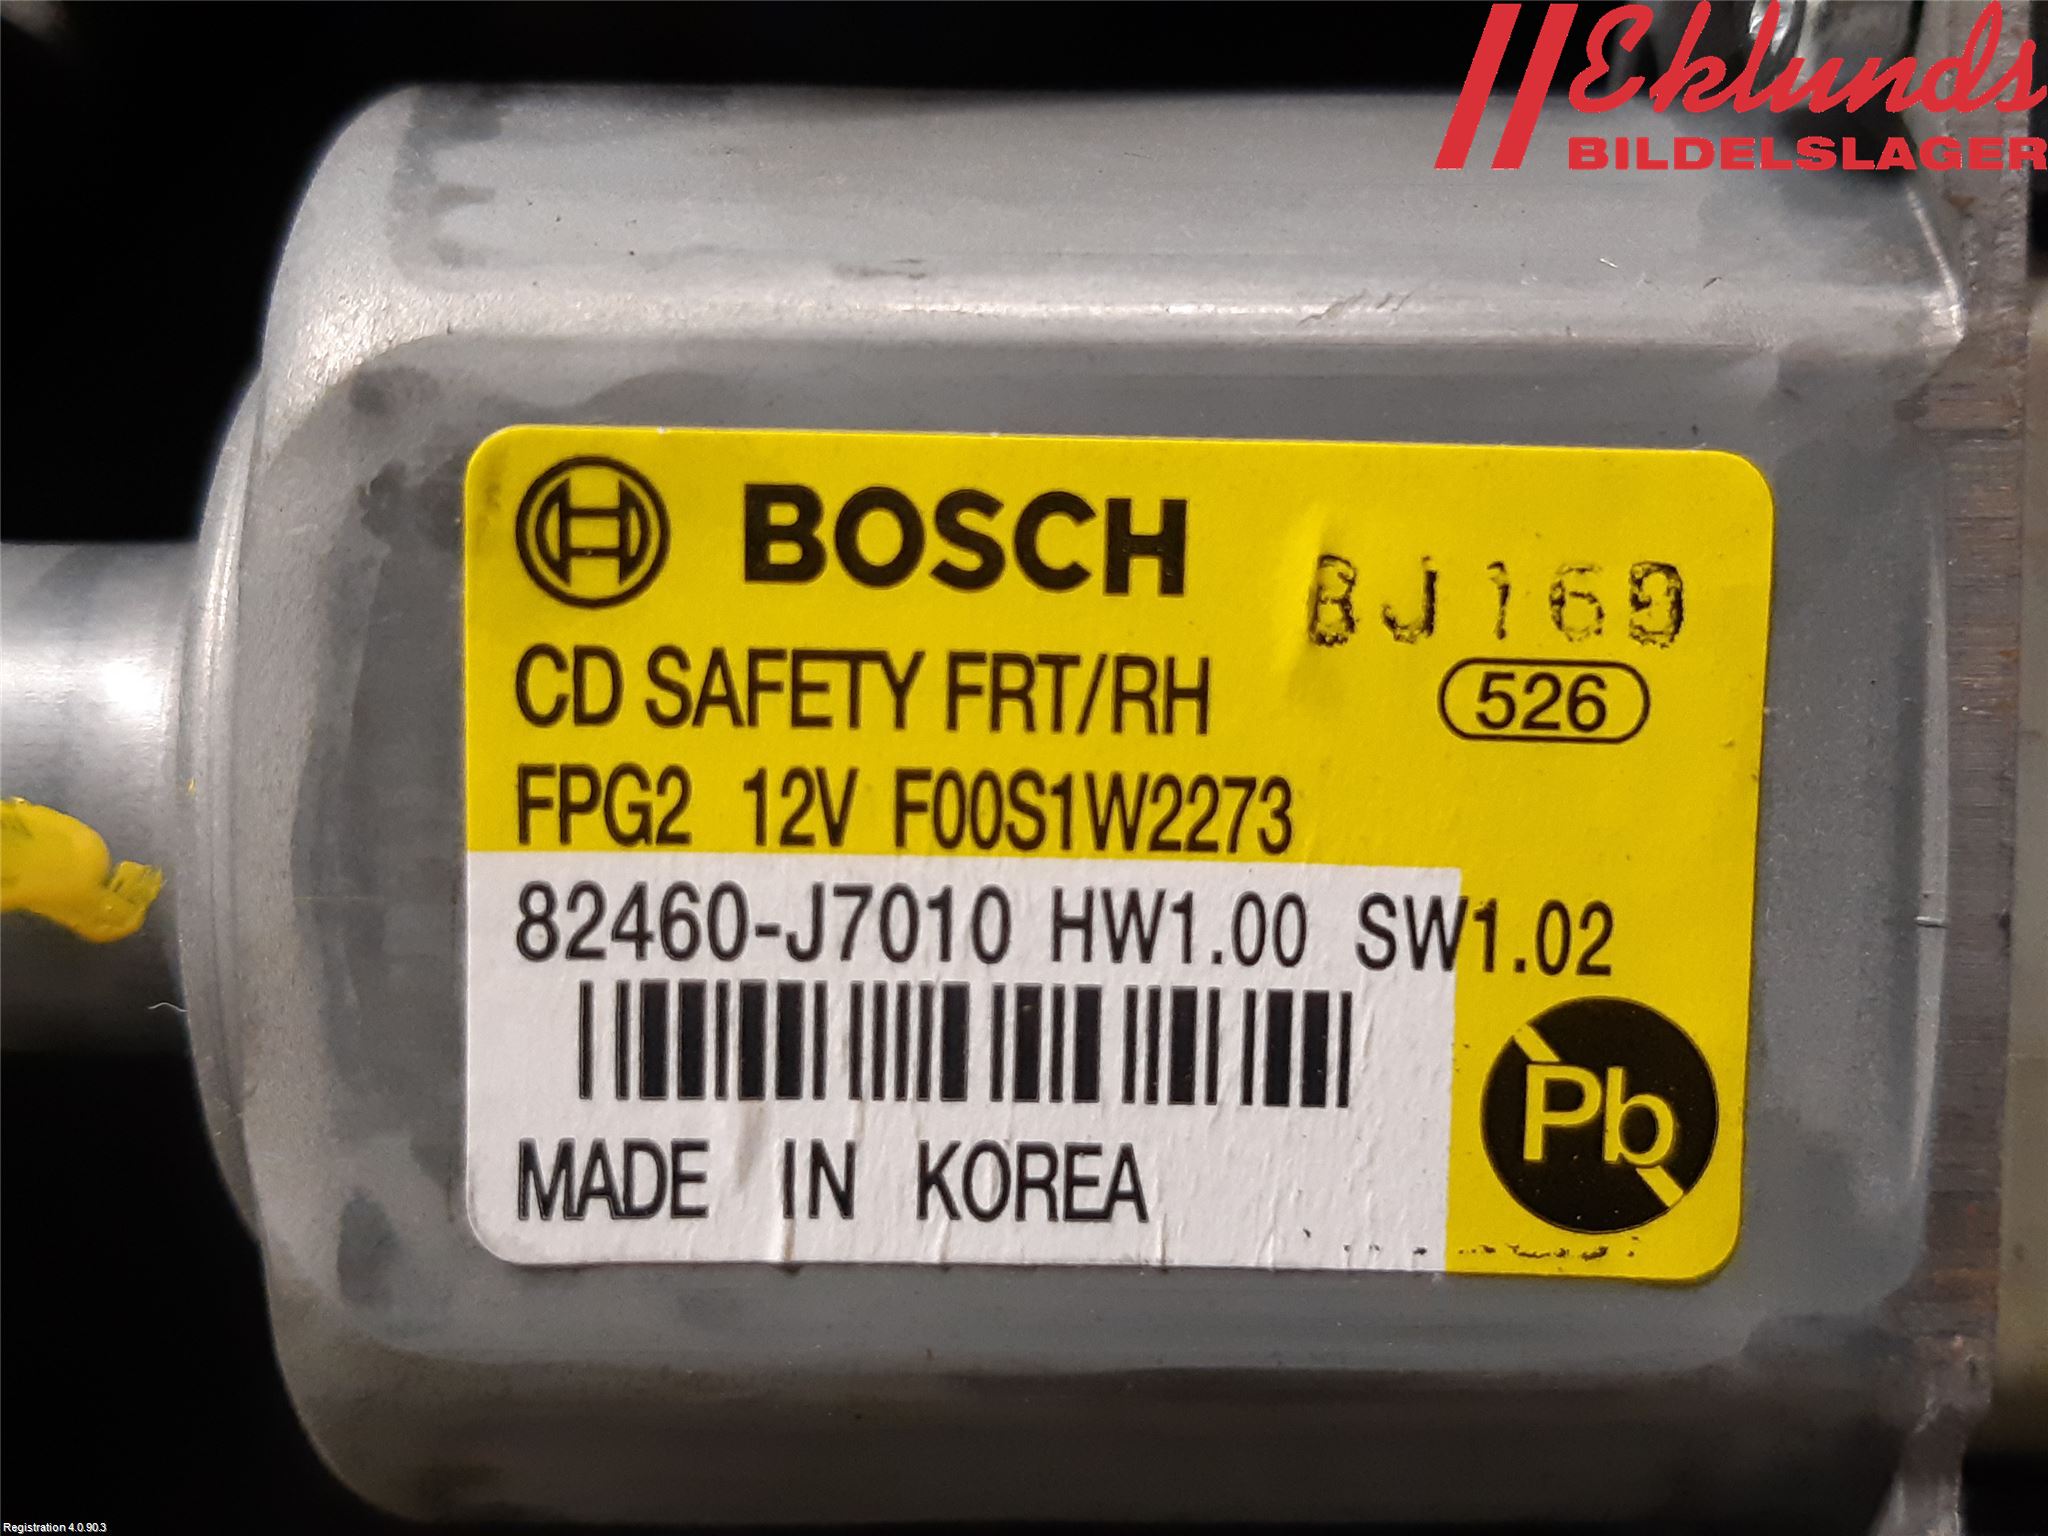 Eklunds
BILDELSLAGER
BOSCH
BJ169
CD SAFETY FRT/RH
526
FPG2 12V F00S1W2273
82460-J7010 HW1.00 SW1.02
Pb
MADE IN KOREA
Registration 4.0.90.3